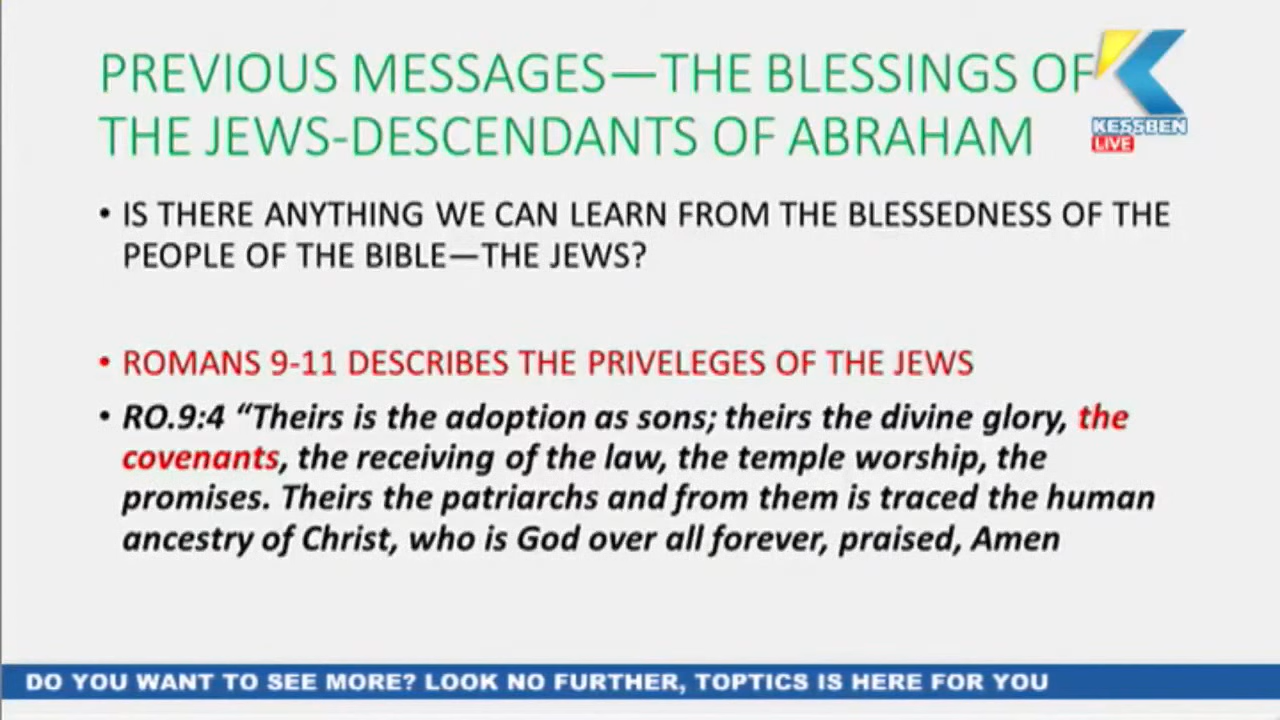 PREVIOUS MESSAGES—THE BLESSINGS OF
THE JEWS-DESCENDANTS OF ABRAHAM
KESSBEN
LIVE
• IS THERE ANYTHING WE CAN LEARN FROM THE BLESSEDNESS OF THE
PEOPLE OF THE BIBLE—THE JEWS?
• ROMANS 9-11 DESCRIBES THE PRIVELEGES OF THE JEWS
• RO.9:4 “Theirs is the adoption as sons; theirs the divine glory, the
covenants, the receiving of the law, the temple worship, the
promises. Theirs the patriarchs and from them is traced the human
ancestry of Christ, who is God over all forever, praised, Amen
DO YOU WANT TO SEE MORE? LOOK NO FURTHER, TOPTICS IS HERE FOR YOU